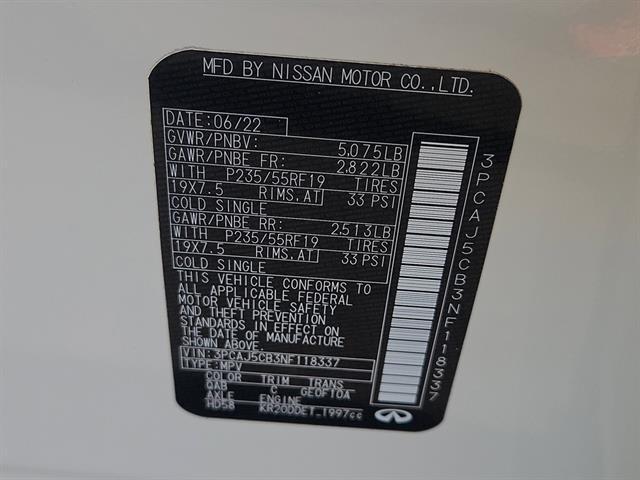 MFD BY NISSAN MOTOR CO.,LTD.
DATE: 06/22
GVWR/PNBV: 5,075LB
GAWR/PNBE FR: 2,822LB
WITH P235/55RF19 TIRES
19X7.5 RIMS,AT 33 PSI
COLD SINGLE
GAWR/PNBE RR: 2,513LB
WITH P235/55RF19 TIRES
19X7.5 RIMS,AT 33 PSI
COLD SINGLE
THIS VEHICLE CONFORMS TO
ALL APPLICABLE FEDERAL
MOTOR VEHICLE SAFETY
AND THEFT PREVENTION
STANDARDS IN EFFECT ON
THE DATE OF MANUFACTURE
SHOWN ABOVE.
VIN: 3PCAJ5CB3NF118337
TYPE: MPV
COLOR TRIM TRANS
QAB C GE0F10A
AXLE ENGINE
HD58 KR20DDET 1997cc
3PCAJ5CB3NF118337